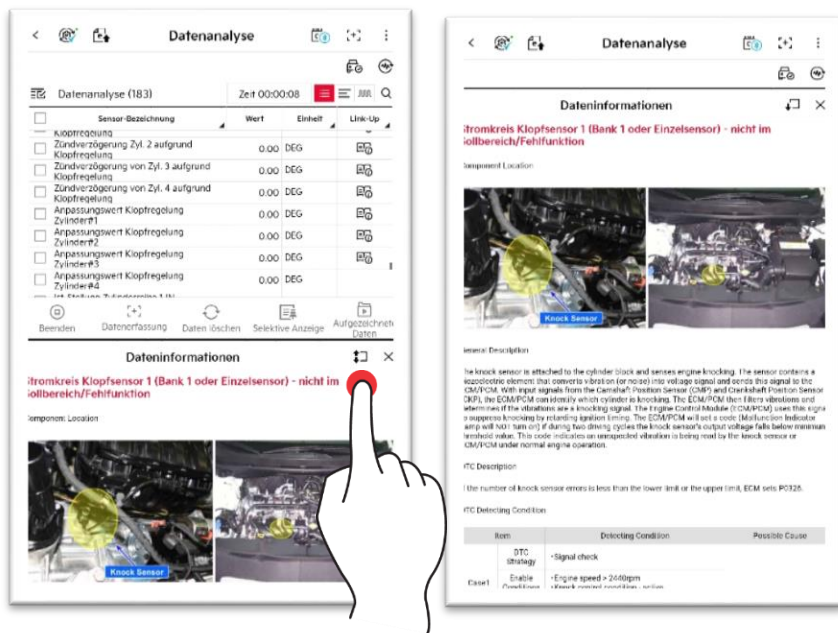 Datenanalyse
Datenanalyse (183)
Zeit 00:00:08
Sensor-Bezeichnung Wert Einheit Link-Up
Klopfregelung
Zündverzögerung Zyl. 2 aufgrund
Klopfregelung
0.00 DEG
Zündverzögerung von Zyl. 3 aufgrund
Klopfregelung
0.00 DEG
Zündverzögerung von Zyl. 4 aufgrund
Klopfregelung
0.00 DEG
Anpassungswert Klopfregelung
Zylinder#1
0.00 DEG
Anpassungswert Klopfregelung
Zylinder#2
0.00 DEG
Anpassungswert Klopfregelung
Zylinder#3
0.00 DEG
Anpassungswert Klopfregelung
Zylinder#4
0.00 DEG
Beenden Datenerfassung Daten löschen Selektive Anzeige Aufgezeichnete
Daten
Dateninformationen
Stromkreis Klopfsensor 1 (Bank 1 oder Einzelsensor) - nicht im
Sollbereich/Fehlfunktion
Component Location
Knock Sensor
Datenanalyse
Dateninformationen
Stromkreis Klopfsensor 1 (Bank 1 oder Einzelsensor) - nicht im
Sollbereich/Fehlfunktion
Component Location
Knock Sensor
General Description
The knock sensor is attached to the cylinder block and senses engine knocking. The sensor contains a
piezoelectric element that converts vibration (or noise) into voltage signal and sends this signal to the
ECM/PCM. With input signals from the Camshaft Position Sensor (CMP) and Crankshaft Position Sensor
(CKP), the ECM/PCM can identify which cylinder is knocking. The ECM/PCM then filters vibrations and
determines if the vibrations are a knocking signal. The Engine Control Module (ECM/PCM) uses this signal
to suppress knocking by retarding ignition timing. The ECM/PCM will set a code (Malfunction Indicator
Lamp will NOT turn on) if during two driving cycles the knock sensor's output voltage falls below minimum
threshold value. This code indicates an unexpected vibration is being read by the knock sensor or
ECM/PCM under normal engine operation.
DTC Description
If the number of knock sensor errors is less than the lower limit or the upper limit, ECM sets P0326.
DTC Detecting Condition
Item Detecting Condition Possible Cause
DTC
Strategy
•Signal check
Case1
Enable
Conditions
•Engine speed > 2440rpm